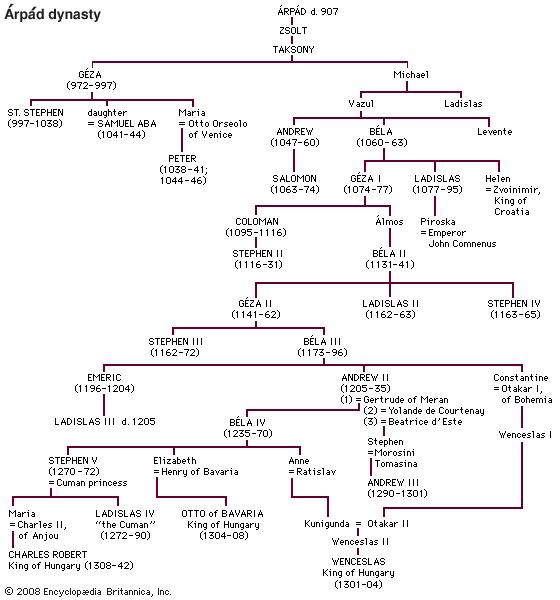 Árpád dynasty
ÁRPÁD d. 907
ZSOLT
TAKSONY
GÉZA
(972-997)
Michael
Vazul
Ladislas
ST. STEPHEN
(997-1038)
daughter
= SAMUEL ABA
(1041-44)
Maria
= Otto Orseolo
of Venice
ANDREW
(1047-60)
BÉLA
(1060-63)
Levente
PETER
(1038-41;
1044-46)
SALOMON
(1063-74)
GÉZA I
(1074-77)
LADISLAS
(1077-95)
Helen
= Zvoinimir,
King of
Croatia
COLOMAN
(1095-1116)
Álmos
Piroska
= Emperor
John Comnenus
STEPHEN II
(1116-31)
BÉLA II
(1131-41)
GÉZA II
(1141-62)
LADISLAS II
(1162-63)
STEPHEN IV
(1163-65)
STEPHEN III
(1162-72)
BÉLA III
(1173-96)
EMERIC
(1196-1204)
ANDREW II
(1205-35)
(1) = Gertrude of Meran
(2) = Yolande de Courtenay
(3) = Beatrice d'Este
Constantine
= Otakar I,
of Bohemia
LADISLAS III d. 1205
BÉLA IV
(1235-70)
Stephen
= Morosini
Tomasina
Wenceslas I
STEPHEN V
(1270-72)
= Cuman princess
Elizabeth
= Henry of Bavaria
Anne
= Ratislav
ANDREW III
(1290-1301)
Maria
= Charles II,
of Anjou
LADISLAS IV
"the Cuman"
(1272-90)
OTTO of BAVARIA
King of Hungary
(1304-08)
Kunigunda = Otakar II
CHARLES ROBERT
King of Hungary (1308-42)
Wenceslas II
WENCESLAS
King of Hungary
(1301-04)
© 2008 Encyclopædia Britannica, Inc.